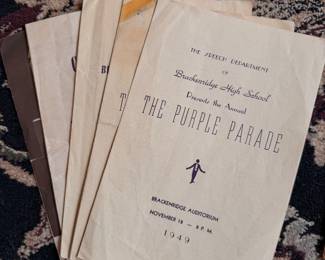 THE SPEECH DEPARTMENT
OF
Brackenridge High School
Presents the Annual
THE PURPLE PARADE
BRACKENRIDGE AUDITORIUM
NOVEMBER 18 - 8 P.M.
1949